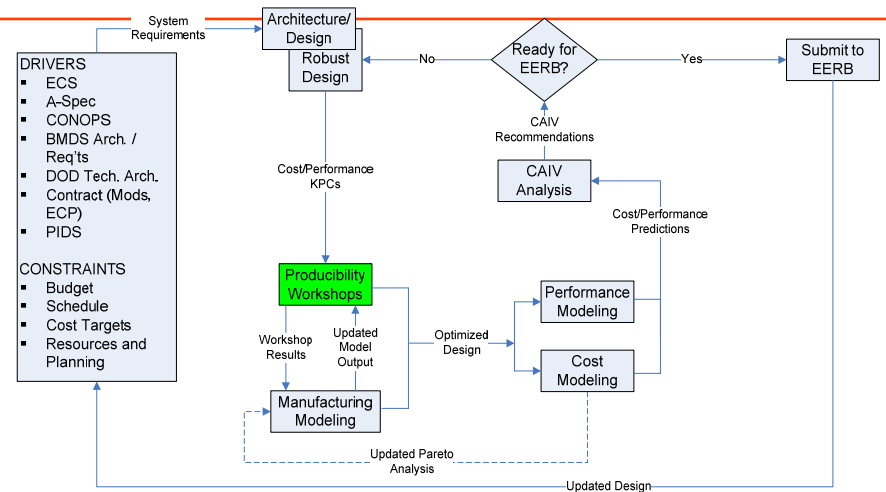 System
Requirements
Architecture/
Design
Robust
Design
No
Ready for
EERB?
Yes
Submit to
EERB
DRIVERS
▪ ECS
▪ A-Spec
▪ CONOPS
▪ BMDS Arch. /
Req'ts
▪ DOD Tech. Arch.
▪ Contract (Mods,
ECP)
▪ PIDS
CONSTRAINTS
▪ Budget
▪ Schedule
▪ Cost Targets
▪ Resources and
Planning
CAIV
Recommendations
CAIV
Analysis
Cost/Performance
KPCs
Cost/Performance
Predictions
Producibility
Workshops
Workshop
Results
Updated
Model
Output
Optimized
Design
Performance
Modeling
Cost
Modeling
Manufacturing
Modeling
Updated Pareto
Analysis
Updated Design